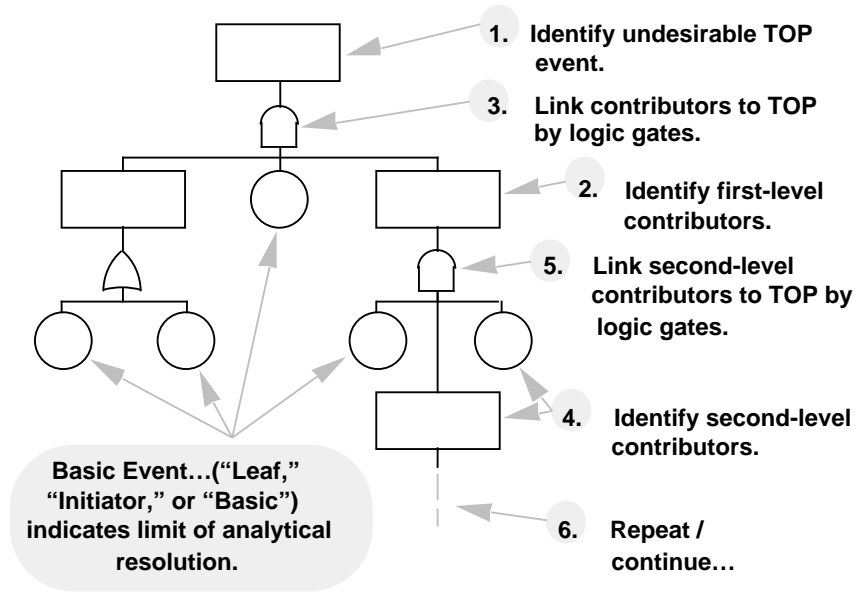 1. Identify undesirable TOP
event.
3. Link contributors to TOP
by logic gates.
2. Identify first-level
contributors.
5. Link second-level
contributors to TOP by
logic gates.
4. Identify second-level
contributors.
Basic Event…(“Leaf,”
“Initiator,” or “Basic”)
indicates limit of analytical
resolution.
6. Repeat /
continue…